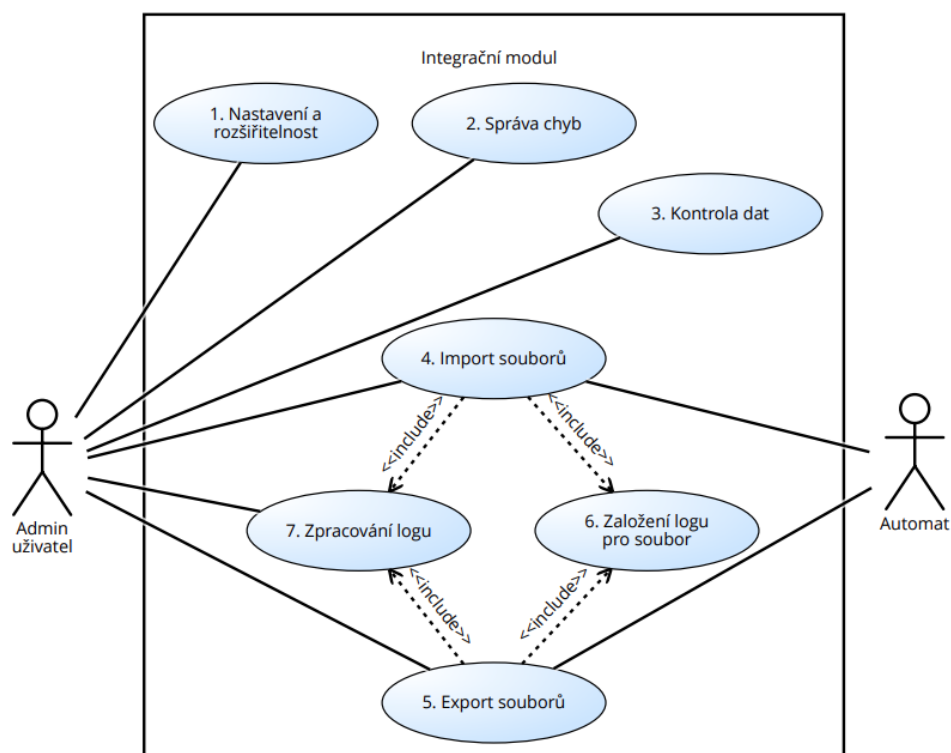 Integrační modul
1. Nastavení a
rozšiřitelnost
2. Správa chyb
3. Kontrola dat
4. Import souborů
<<include>>
<<include>>
Admin
uživatel
7. Zpracování logu
6. Založení logu
pro soubor
Automat
<<include>>
<<include>>
5. Export souborů